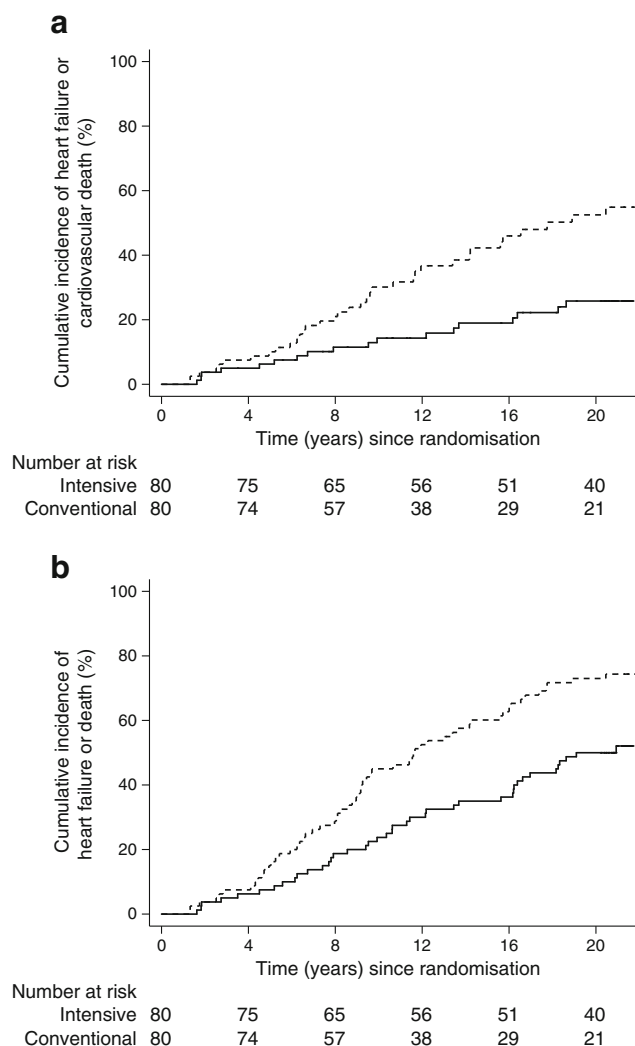 a
Cumulative incidence of heart failure or
cardiovascular death (%)
100
80
60
40
20
0
0 4 8 12 16 20
Time (years) since randomisation
Number at risk
Intensive 80 75 65 56 51 40
Conventional 80 74 57 38 29 21
b
Cumulative incidence of
heart failure or death (%)
100
80
60
40
20
0
0 4 8 12 16 20
Time (years) since randomisation
Number at risk
Intensive 80 75 65 56 51 40
Conventional 80 74 57 38 29 21